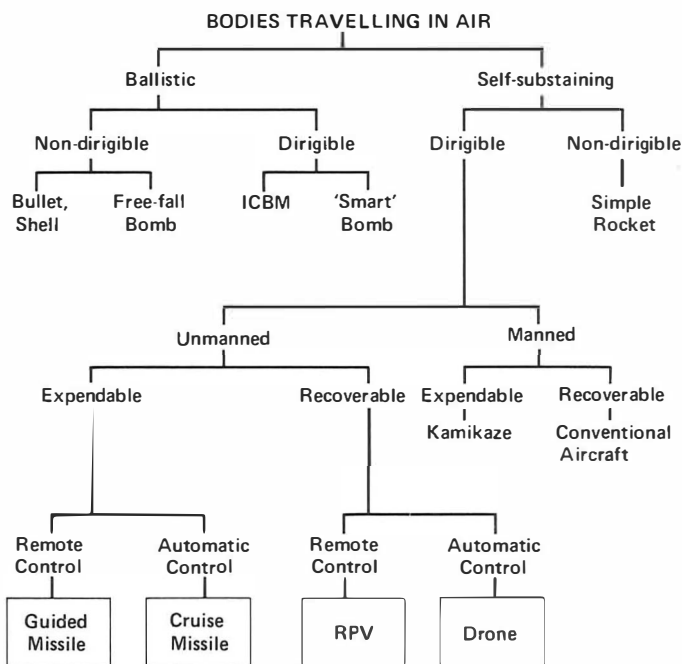 BODIES TRAVELLING IN AIR
Ballistic Self-substaining
Non-dirigible Dirigible Dirigible Non-dirigible
Bullet, Free-fall ICBM 'Smart' Simple
Shell Bomb Bomb Rocket
Unmanned Manned
Expendable Recoverable Expendable Recoverable
Kamikaze Conventional
Aircraft
Remote Automatic Remote Automatic
Control Control Control Control
Guided Cruise RPV Drone
Missile Missile